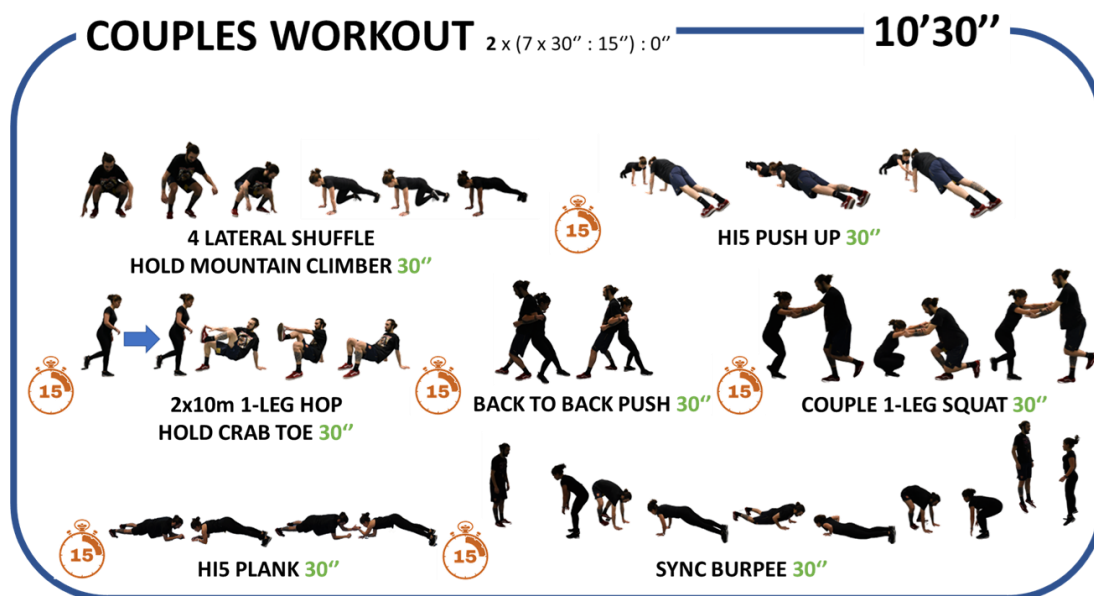 COUPLES WORKOUT 2 x (7 x 30’’ : 15’’) : 0’’ 10’30’’
4 LATERAL SHUFFLE
HOLD MOUNTAIN CLIMBER 30’’
15
HI5 PUSH UP 30’’
15
2x10m 1-LEG HOP
HOLD CRAB TOE 30’’
15
BACK TO BACK PUSH 30’’
15
COUPLE 1-LEG SQUAT 30’’
15
HI5 PLANK 30’’
15
SYNC BURPEE 30’’